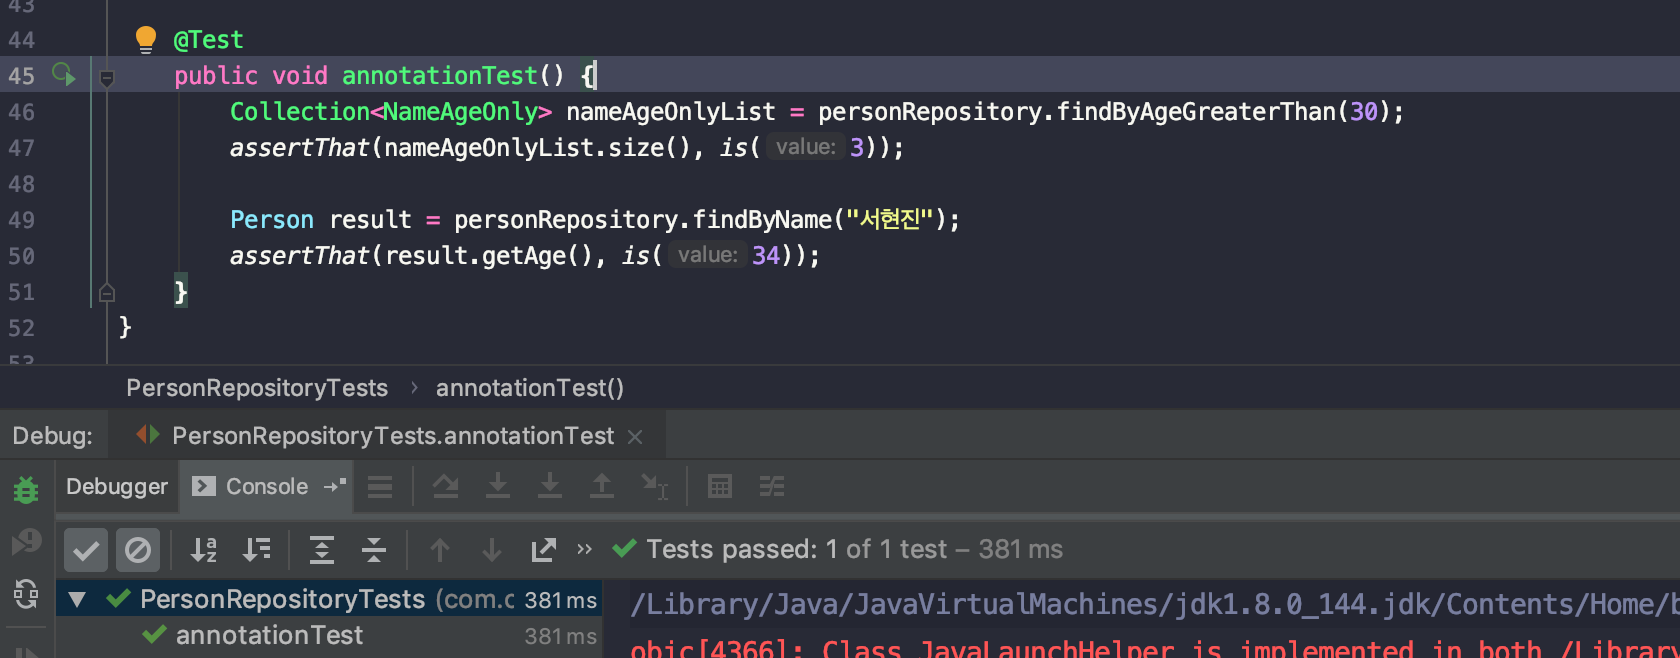 43
44 @Test
45 public void annotationTest() {
46 Collection<NameAgeOnly> nameAgeOnlyList = personRepository.findByAgeGreaterThan(30);
47 assertThat(nameAgeOnlyList.size(), is( value: 3));
48
49 Person result = personRepository.findByName("서현진");
50 assertThat(result.getAge(), is( value: 34));
51 }
52 }
53
PersonRepositoryTests › annotationTest()
Debug: PersonRepositoryTests.annotationTest
Debugger Console
Tests passed: 1 of 1 test – 381 ms
PersonRepositoryTests (com.c 381 ms
annotationTest 381 ms
/Library/Java/JavaVirtualMachines/jdk1.8.0_144.jdk/Contents/Home/b
objc[4366]: Class JavaLaunchHelper is implemented in both /Library